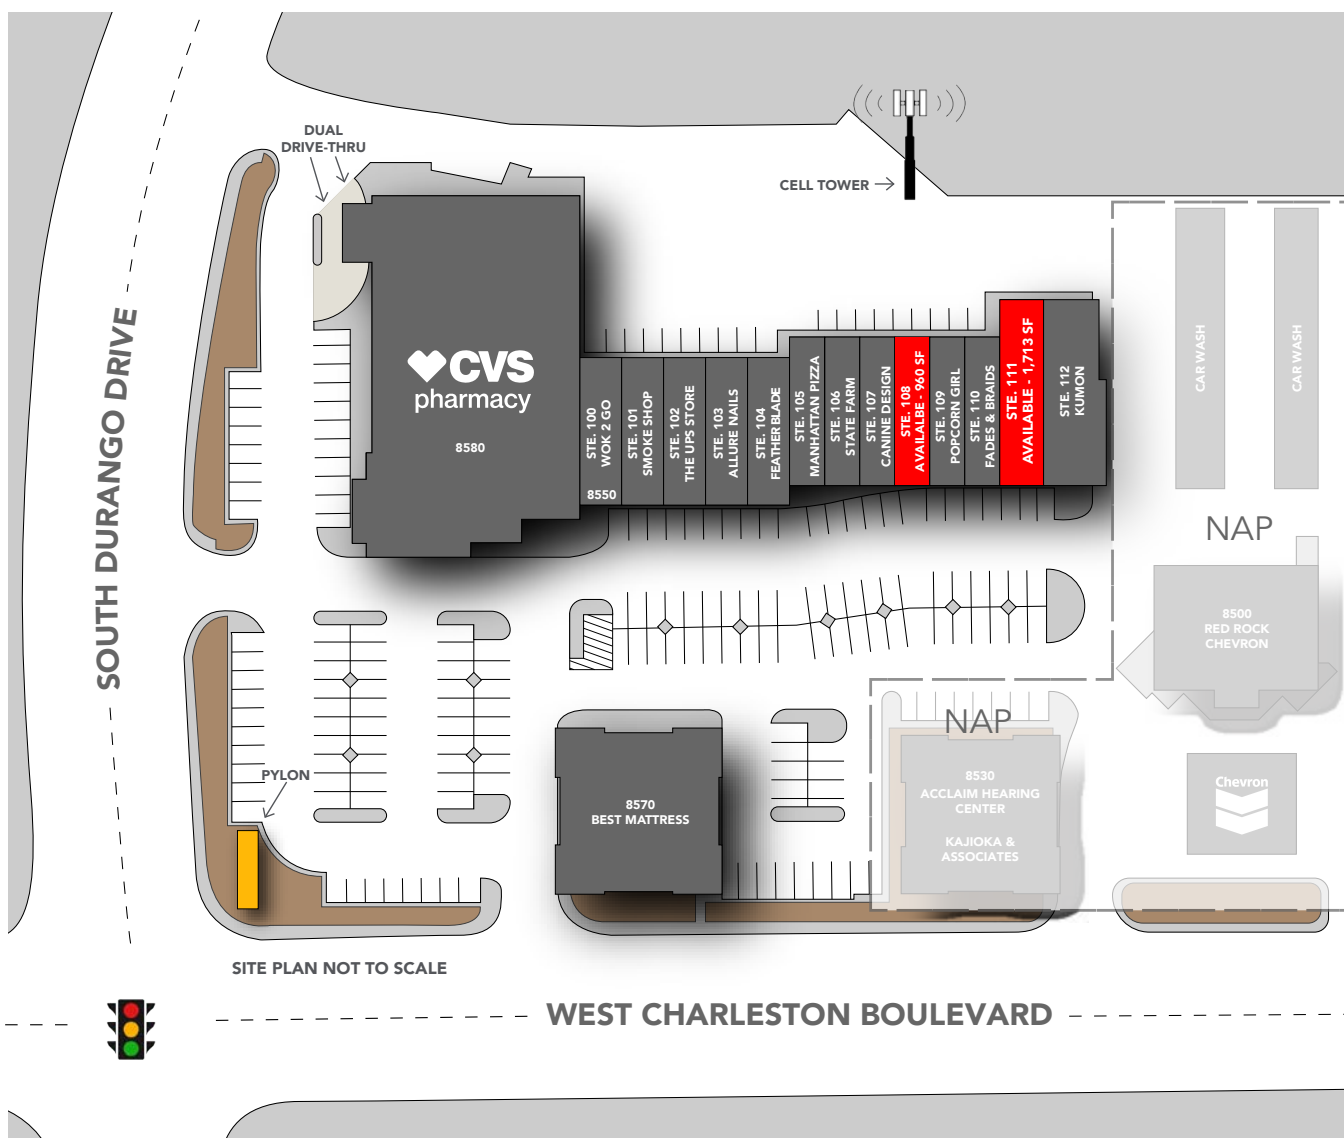 DUAL
DRIVE-THRU
CELL TOWER
SOUTH DURANGO DRIVE
CVS
pharmacy
8580
STE. 100
WOK 2 GO
8550
STE. 101
SMOKE SHOP
STE. 102
THE UPS STORE
STE. 103
ALLURE NAILS
STE. 104
FEATHER BLADE
STE. 105
MANHATTAN PIZZA
STE. 106
STATE FARM
STE. 107
CANINE DESIGN
STE. 108
AVAILALBE - 960 SF
STE. 109
POPCORN GIRL
STE. 110
FADES & BRAIDS
STE. 111
AVAILABLE - 1,713 SF
STE. 112
KUMON
CAR WASH
CAR WASH
NAP
8500
RED ROCK
CHEVRON
NAP
8530
ACCLAIM HEARING
CENTER
KAJIOKA &
ASSOCIATES
Chevron
8570
BEST MATTRESS
PYLON
SITE PLAN NOT TO SCALE
WEST CHARLESTON BOULEVARD